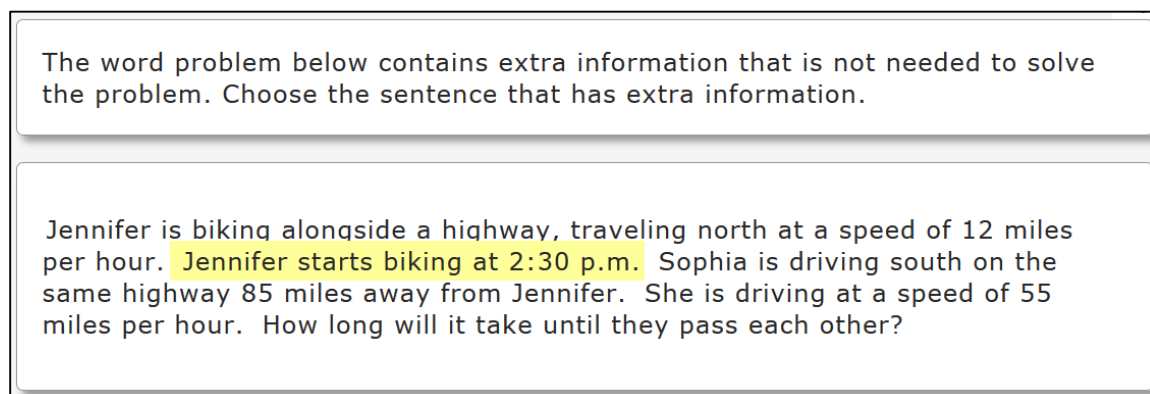 The word problem below contains extra information that is not needed to solve
the problem. Choose the sentence that has extra information.
Jennifer is biking alongside a highway, traveling north at a speed of 12 miles
per hour. Jennifer starts biking at 2:30 p.m. Sophia is driving south on the
same highway 85 miles away from Jennifer. She is driving at a speed of 55
miles per hour. How long will it take until they pass each other?